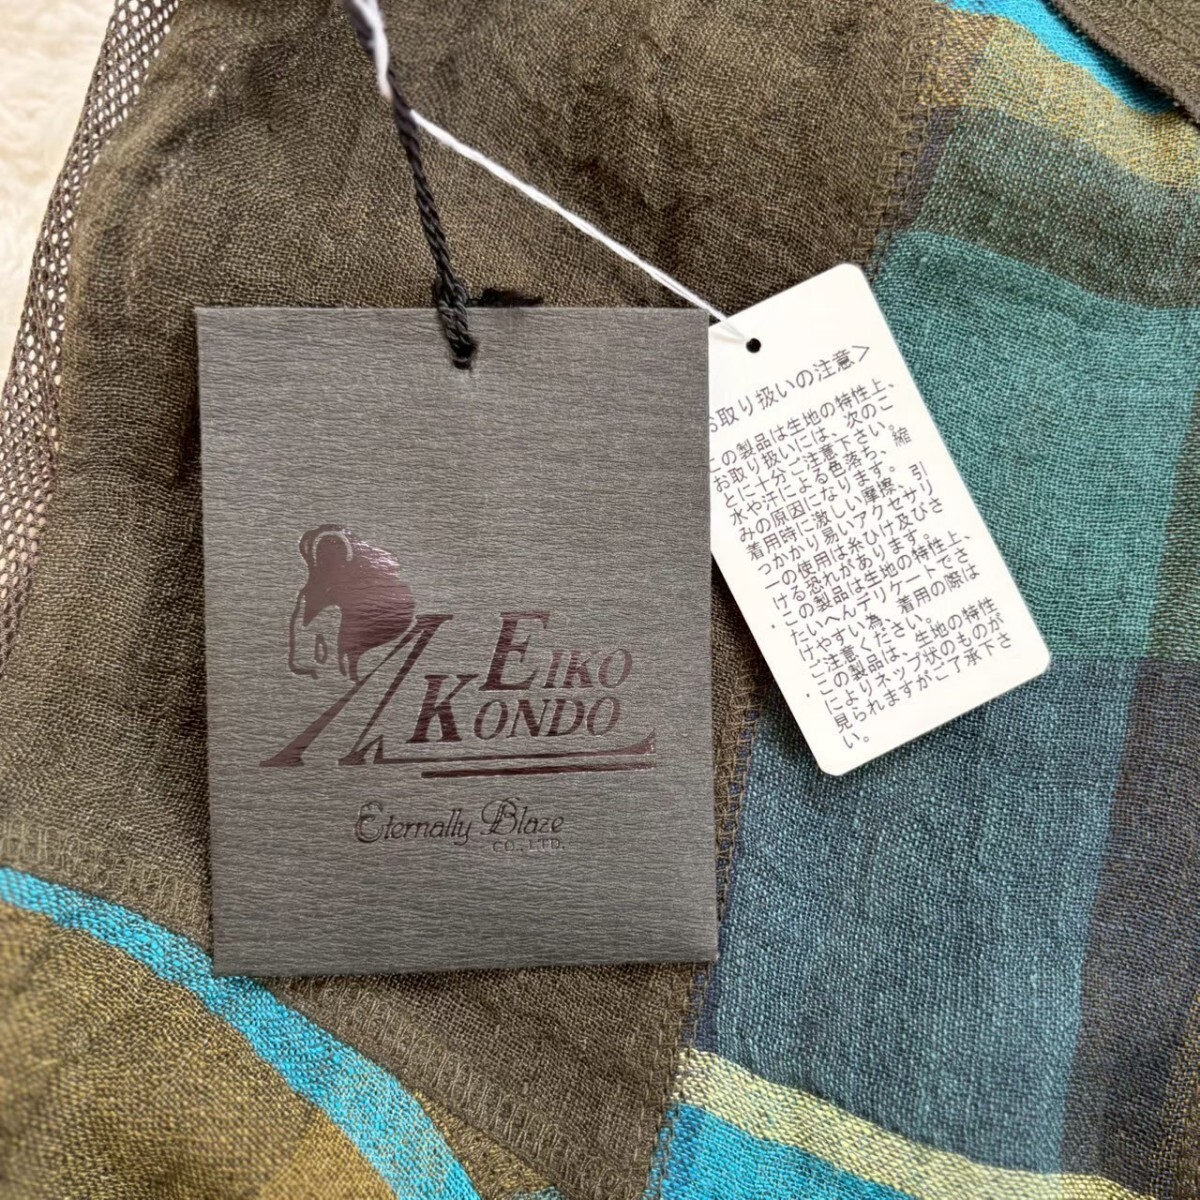 EIKO
KONDO
Eternally Blaze
CO., LTD.
お取り扱いの注意>
この製品は生地の特性上、
お取り扱いには、次のこ
とに十分ご注意下さい。
水や汗による色落ち、縮
みの原因になります。
着用時に激しい摩擦、引
っかかり易いアクセサリ
ーの使用は糸ひけ及びさ
ける恐れがあります。
・この製品は生地の特性上、
たいへんデリケートでさ
けやすい為、着用の際は
ご注意ください。
・この製品は、生地の特性
によりネップ状のものが
見られますがご了承下さ
い。